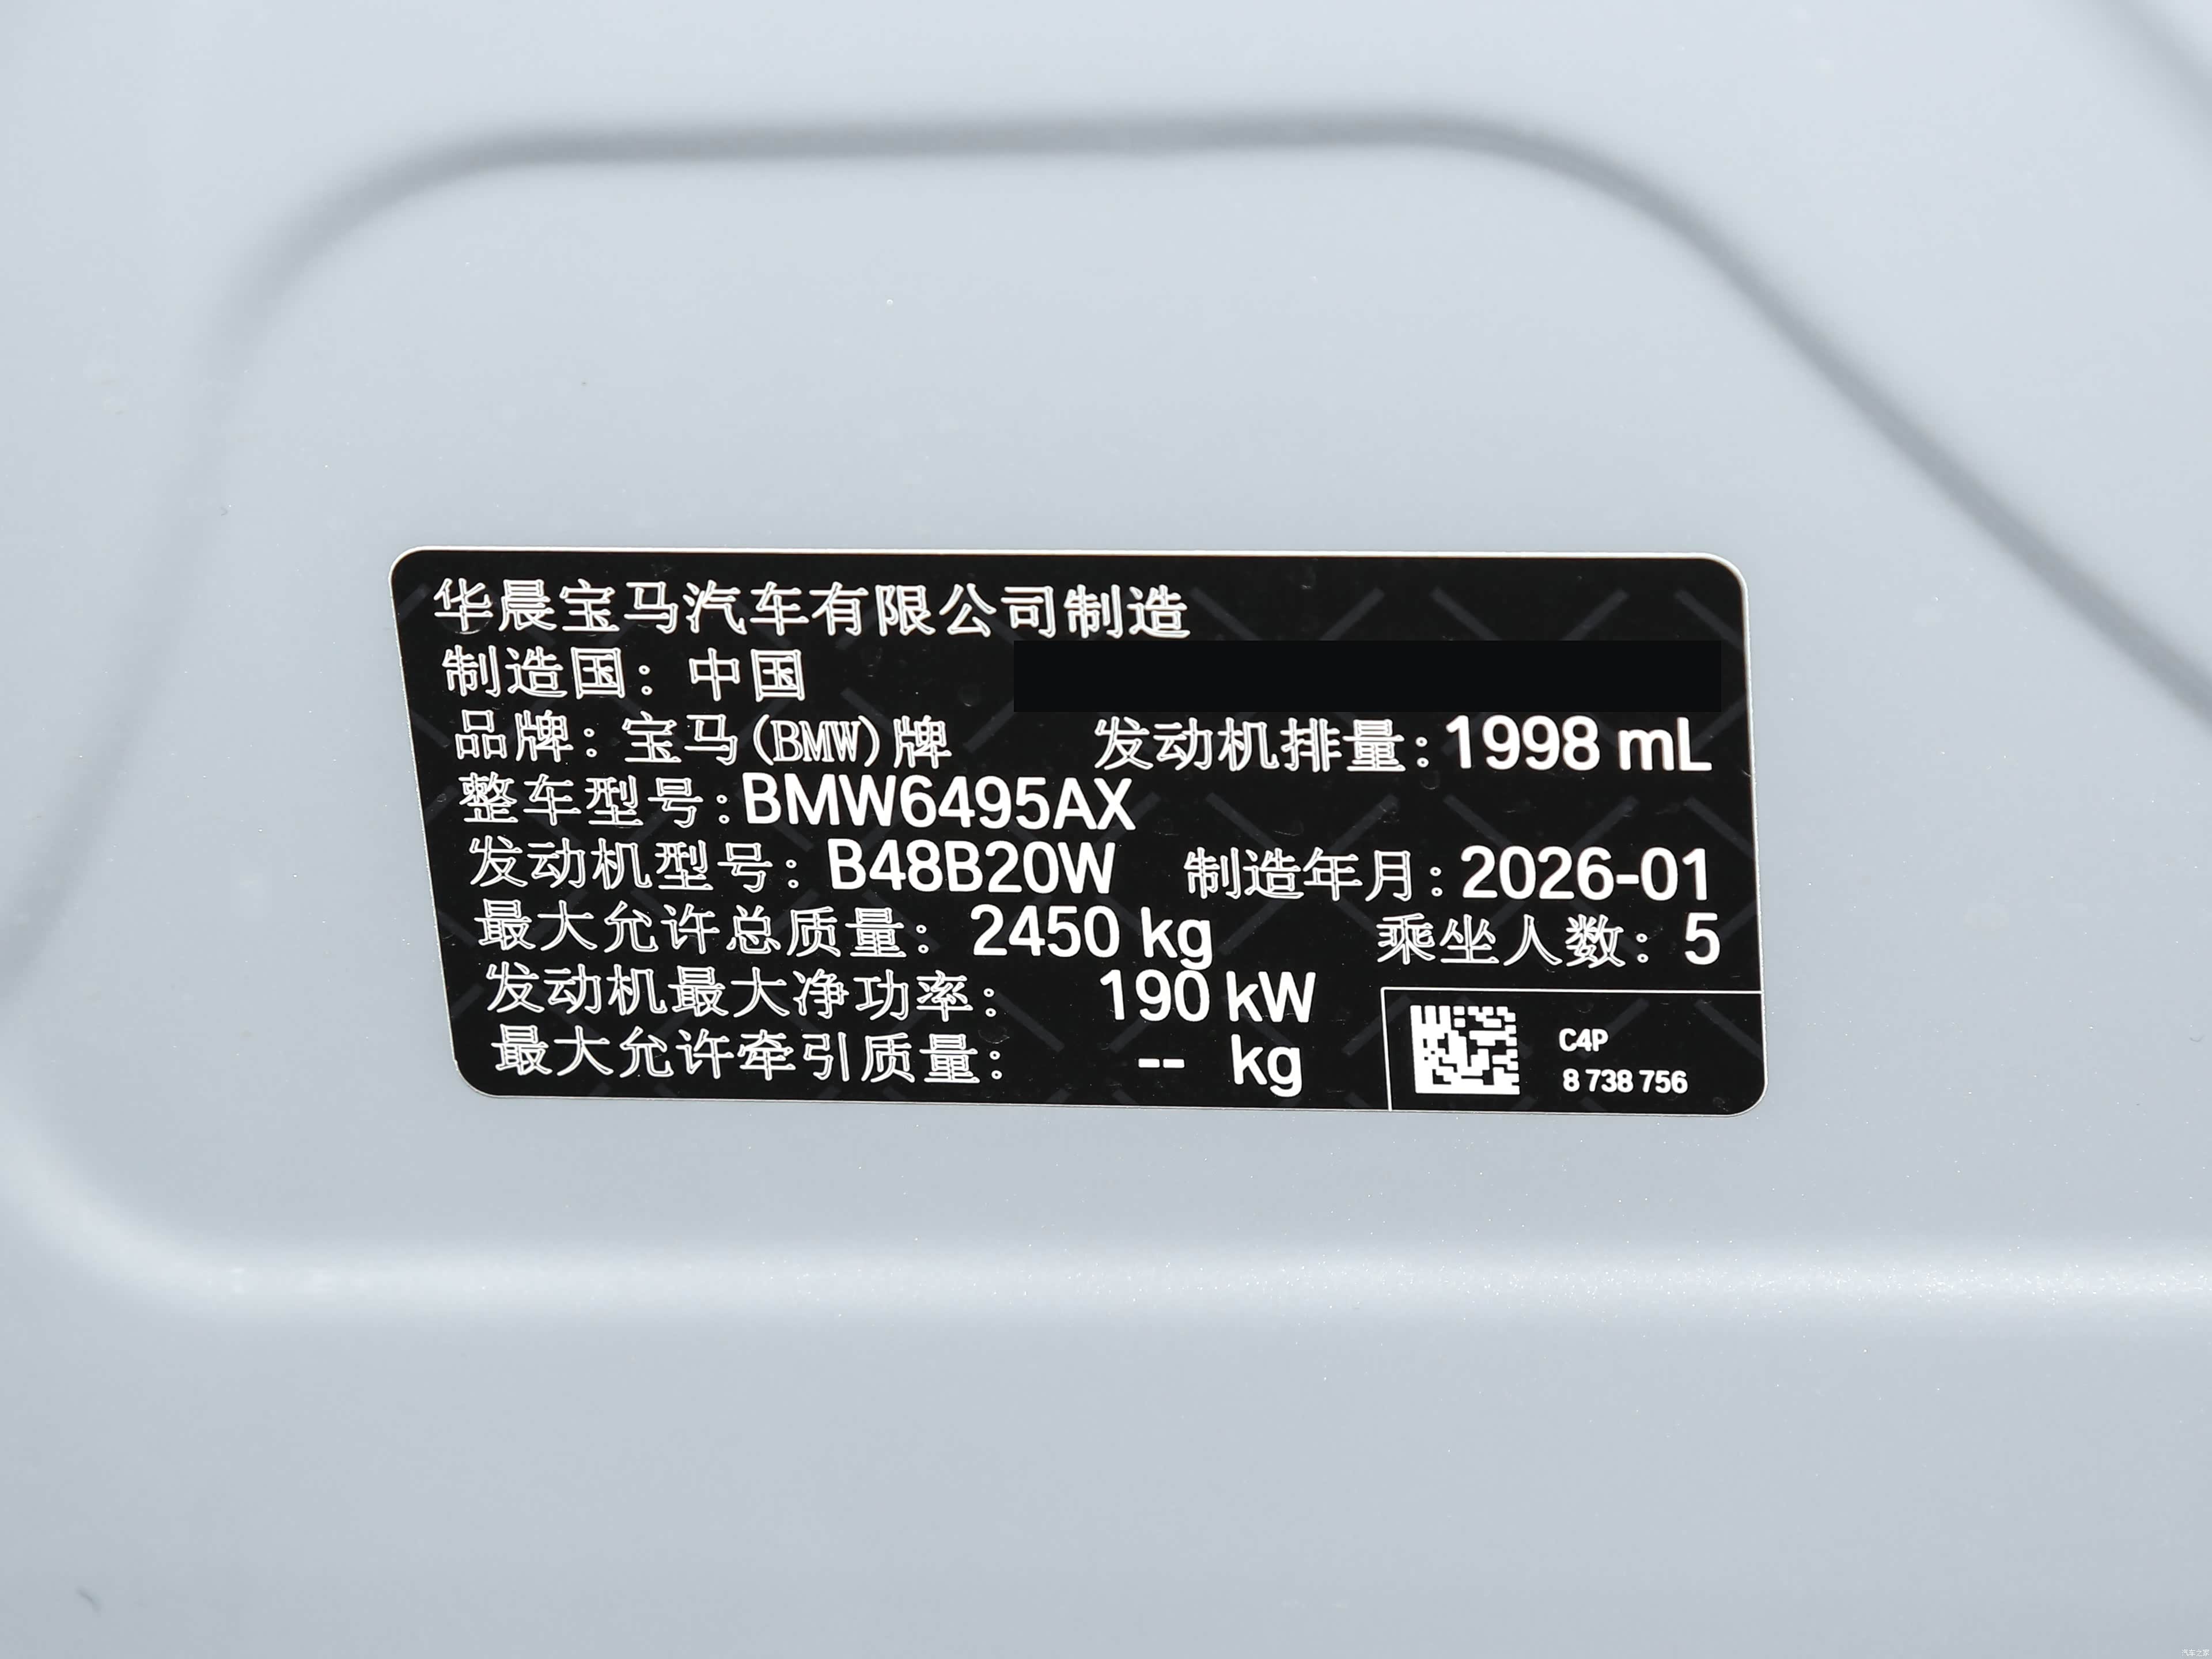 华晨宝马汽车有限公司制造
制造国：中国
品牌：宝马(BMW)牌 发动机排量：1998 mL
整车型号：BMW6495AX
发动机型号：B48B20W 制造年月：2026-01
最大允许总质量：2450 kg 乘坐人数：5
发动机最大净功率：190 kW
最大允许牵引质量：-- kg
C4P
8 738 756
汽车之家